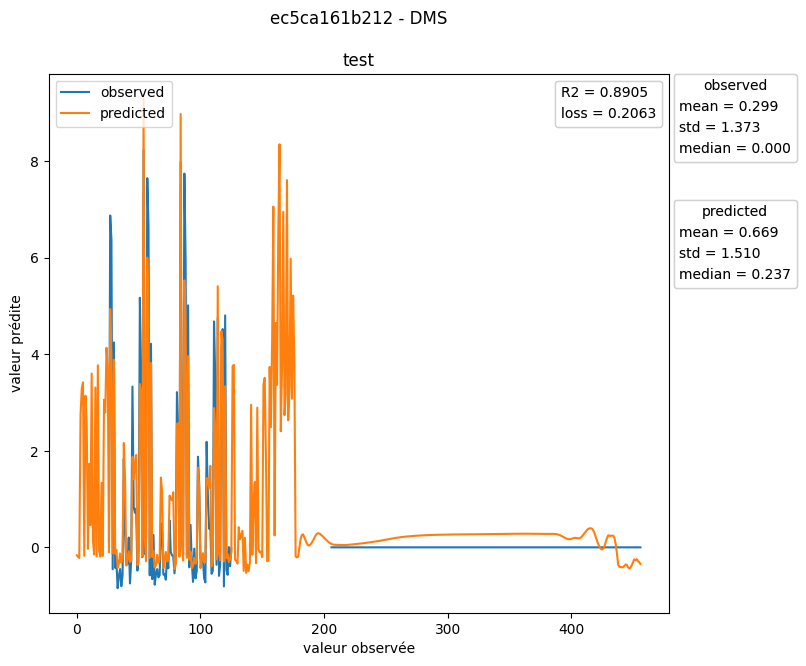 ec5ca161b212 - DMS
test
observed
predicted
R2 = 0.8905
loss = 0.2063
observed
mean = 0.299
std = 1.373
median = 0.000
predicted
mean = 0.669
std = 1.510
median = 0.237
valeur prédite
8
6
4
2
0
0 100 200 300 400
valeur observée